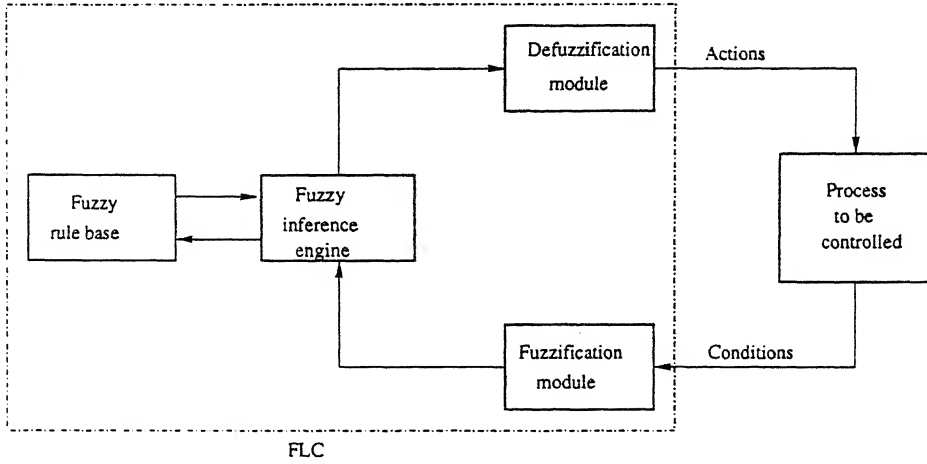 Defuzzification
module
Actions
Fuzzy
rule base
Fuzzy
inference
engine
Process
to be
controlled
Fuzzification
module
Conditions
FLC